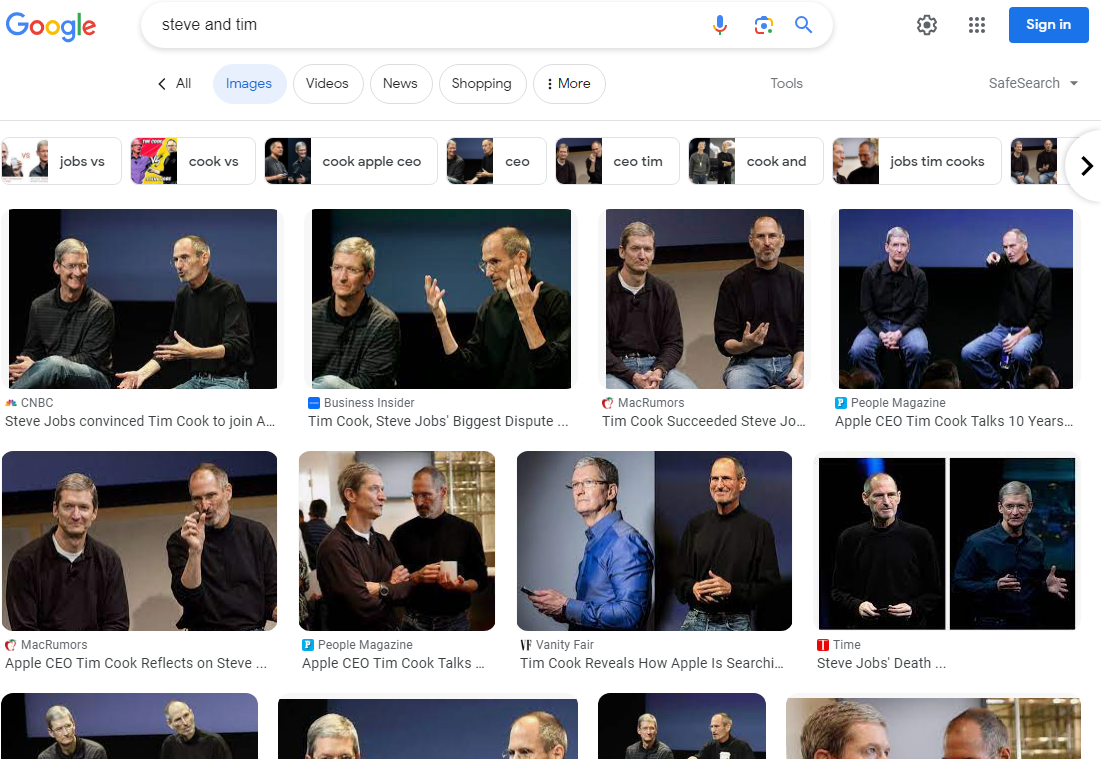 Google
steve and tim
Sign in
All
Images
Videos
News
Shopping
More
Tools
SafeSearch
jobs vs
cook vs
cook apple ceo
ceo
ceo tim
cook and
jobs tim cooks
CNBC
Steve Jobs convinced Tim Cook to join A...
Business Insider
Tim Cook, Steve Jobs' Biggest Dispute ...
MacRumors
Tim Cook Succeeded Steve Jo...
People Magazine
Apple CEO Tim Cook Talks 10 Years...
MacRumors
Apple CEO Tim Cook Reflects on Steve ...
People Magazine
Apple CEO Tim Cook Talks ...
Vanity Fair
Tim Cook Reveals How Apple Is Searchi...
Time
Steve Jobs' Death ...